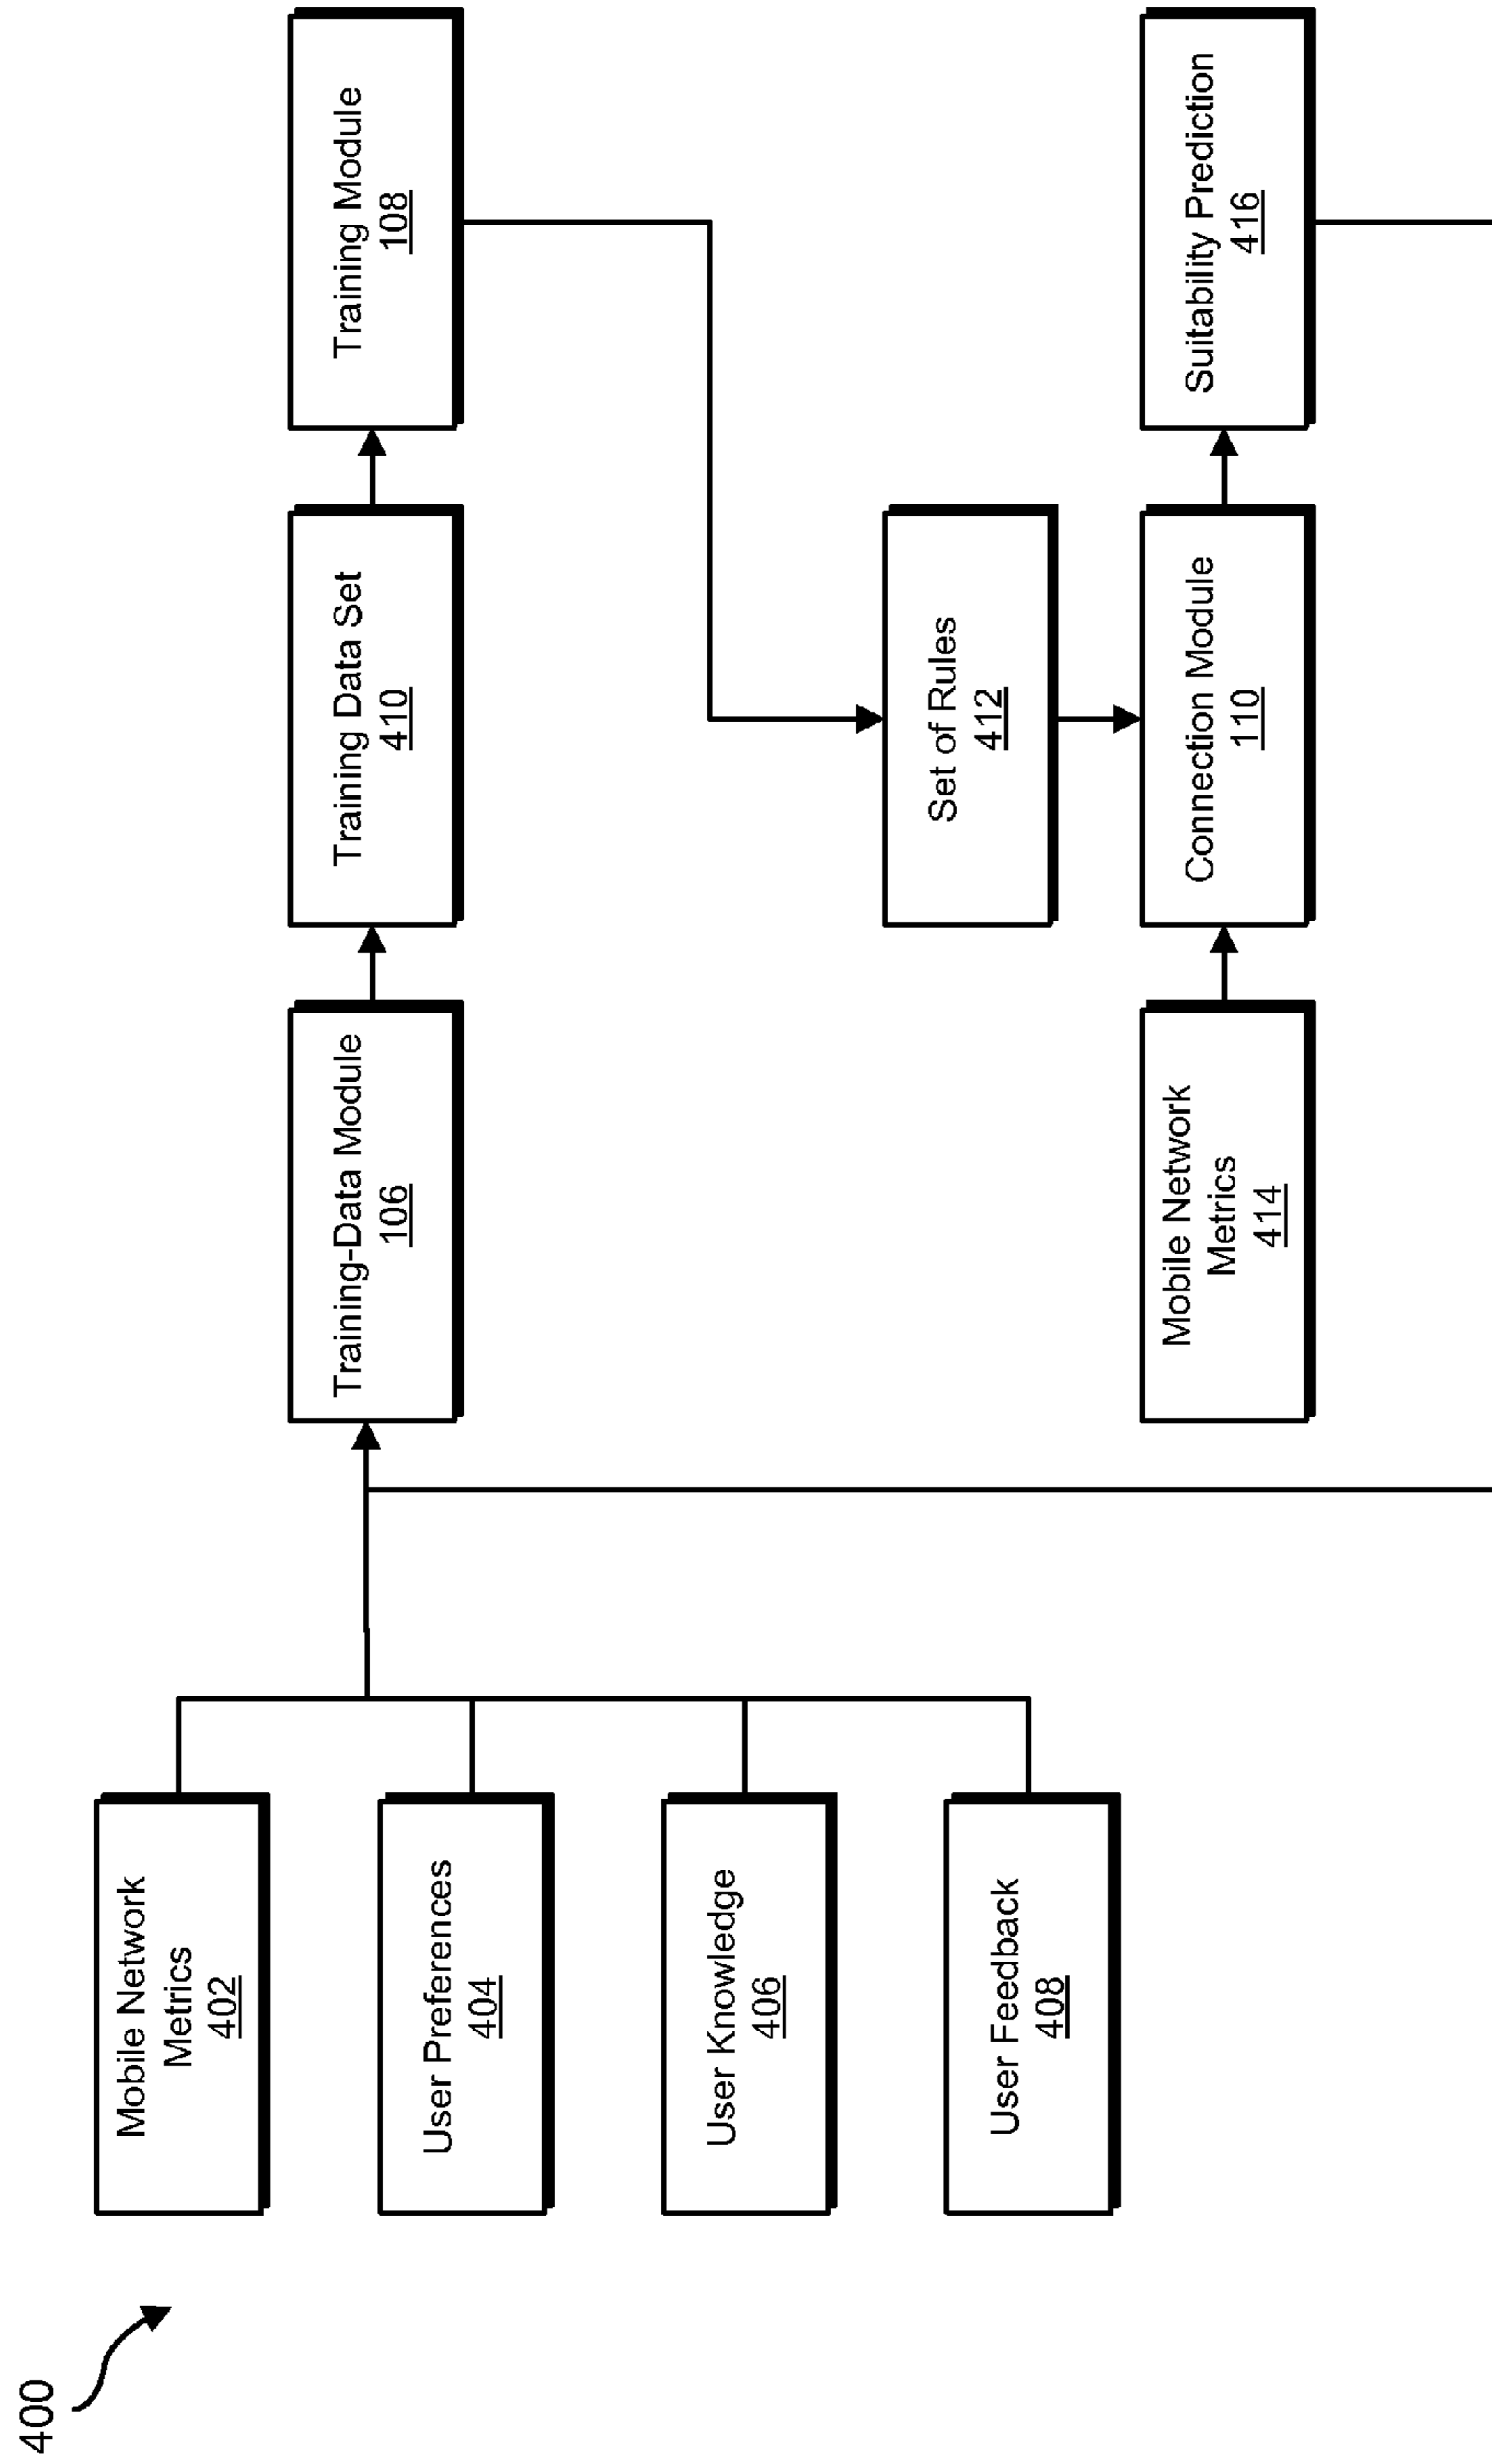 400
Mobile Network
Metrics
402
User Preferences
404
User Knowledge
406
User Feedback
408
Training-Data Module
106
Training Data Set
410
Training Module
108
Set of Rules
412
Mobile Network
Metrics
414
Connection Module
110
Suitability Prediction
416